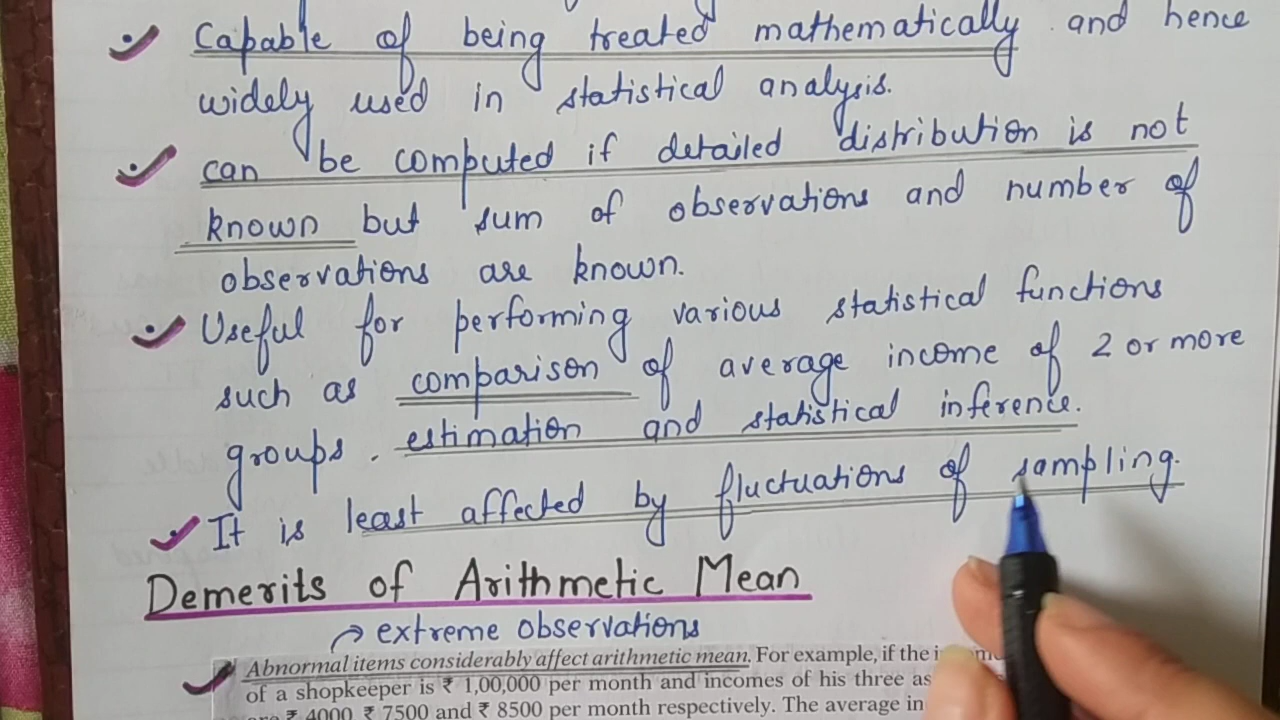 Capable of being treated mathematically and hence
widely used in statistical analysis.
can be computed if detailed distribution is not
known but sum of observations and number of
observations are known.
Useful for performing various statistical functions
such as comparison of average income of 2 or more
groups. estimation and statistical inference.
It is least affected by fluctuations of sampling.
Demerits of Arithmetic Mean
→ extreme observations
Abnormal items considerably affect arithmetic mean. For example, if the
of a shopkeeper is ₹ 1,00,000 per month and incomes of his three
₹ 4000, ₹ 7500 and ₹ 8500 per month respectively. The average